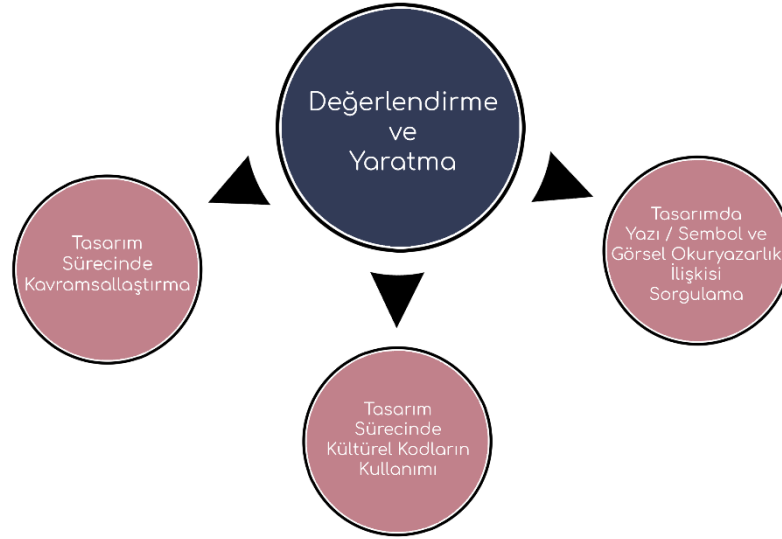 Değerlendirme
ve
Yaratma
Tasarım
Sürecinde
Kavramsallaştırma
Tasarımda
Yazı / Sembol ve
Görsel Okuryazarlık
İlişkisi
Sorgulama
Tasarım
Sürecinde
Kültürel Kodların
Kullanımı